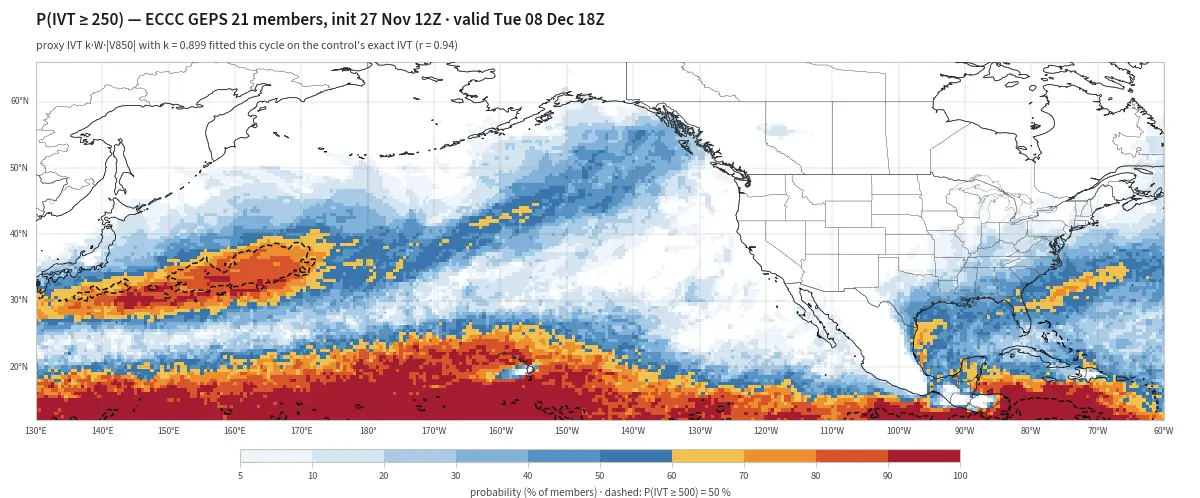 P(IVT ≥ 250) — ECCC GEPS 21 members, init 27 Nov 12Z · valid Tue 08 Dec 18Z
proxy IVT k·W·|V850| with k = 0.899 fitted this cycle on the control's exact IVT (r = 0.94)
60°N
50°N
40°N
30°N
20°N
130°E 140°E 150°E 160°E 170°E 180° 170°W 160°W 150°W 140°W 130°W 120°W 110°W 100°W 90°W 80°W 70°W 60°W
5 10 20 30 40 50 60 70 80 90 100
probability (% of members) · dashed: P(IVT ≥ 500) = 50 %